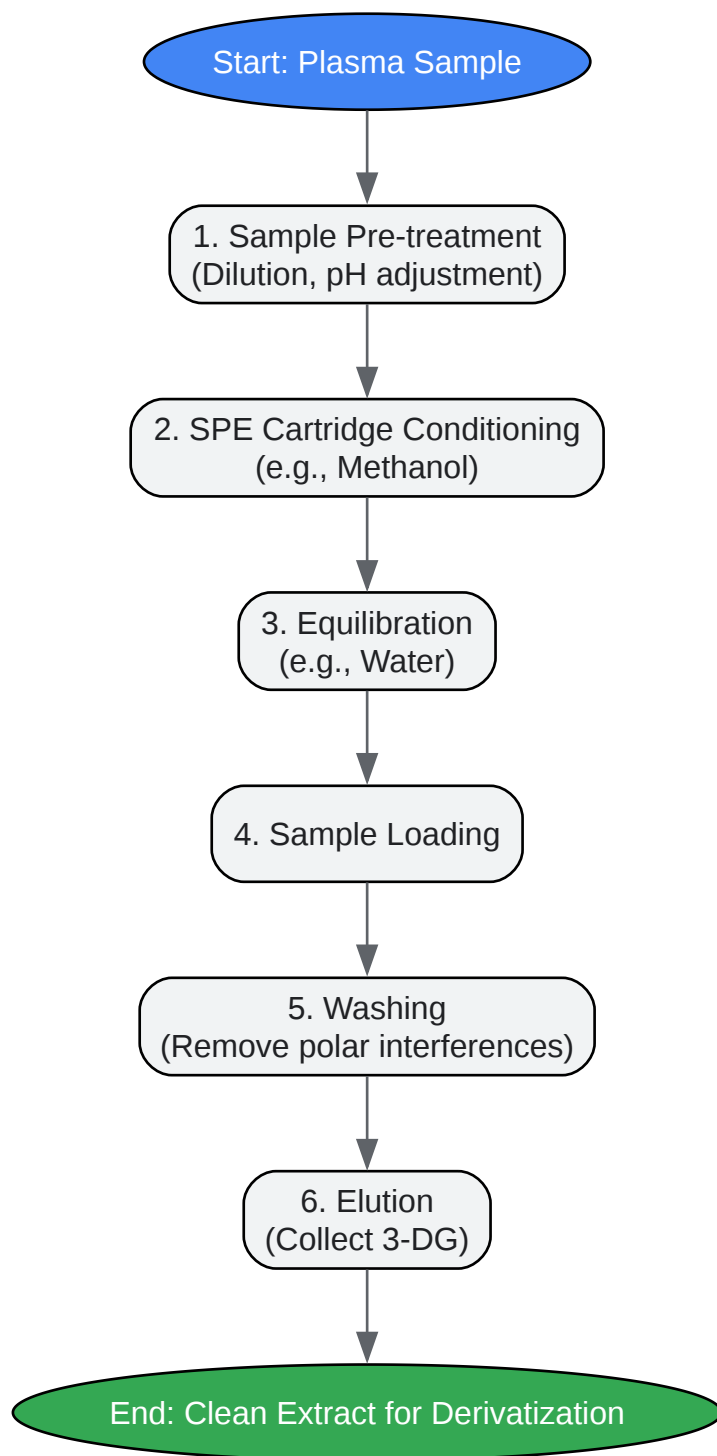 Start: Plasma Sample
1. Sample Pre-treatment
(Dilution, pH adjustment)
2. SPE Cartridge Conditioning
(e.g., Methanol)
3. Equilibration
(e.g., Water)
4. Sample Loading
5. Washing
(Remove polar interferences)
6. Elution
(Collect 3-DG)
End: Clean Extract for Derivatization